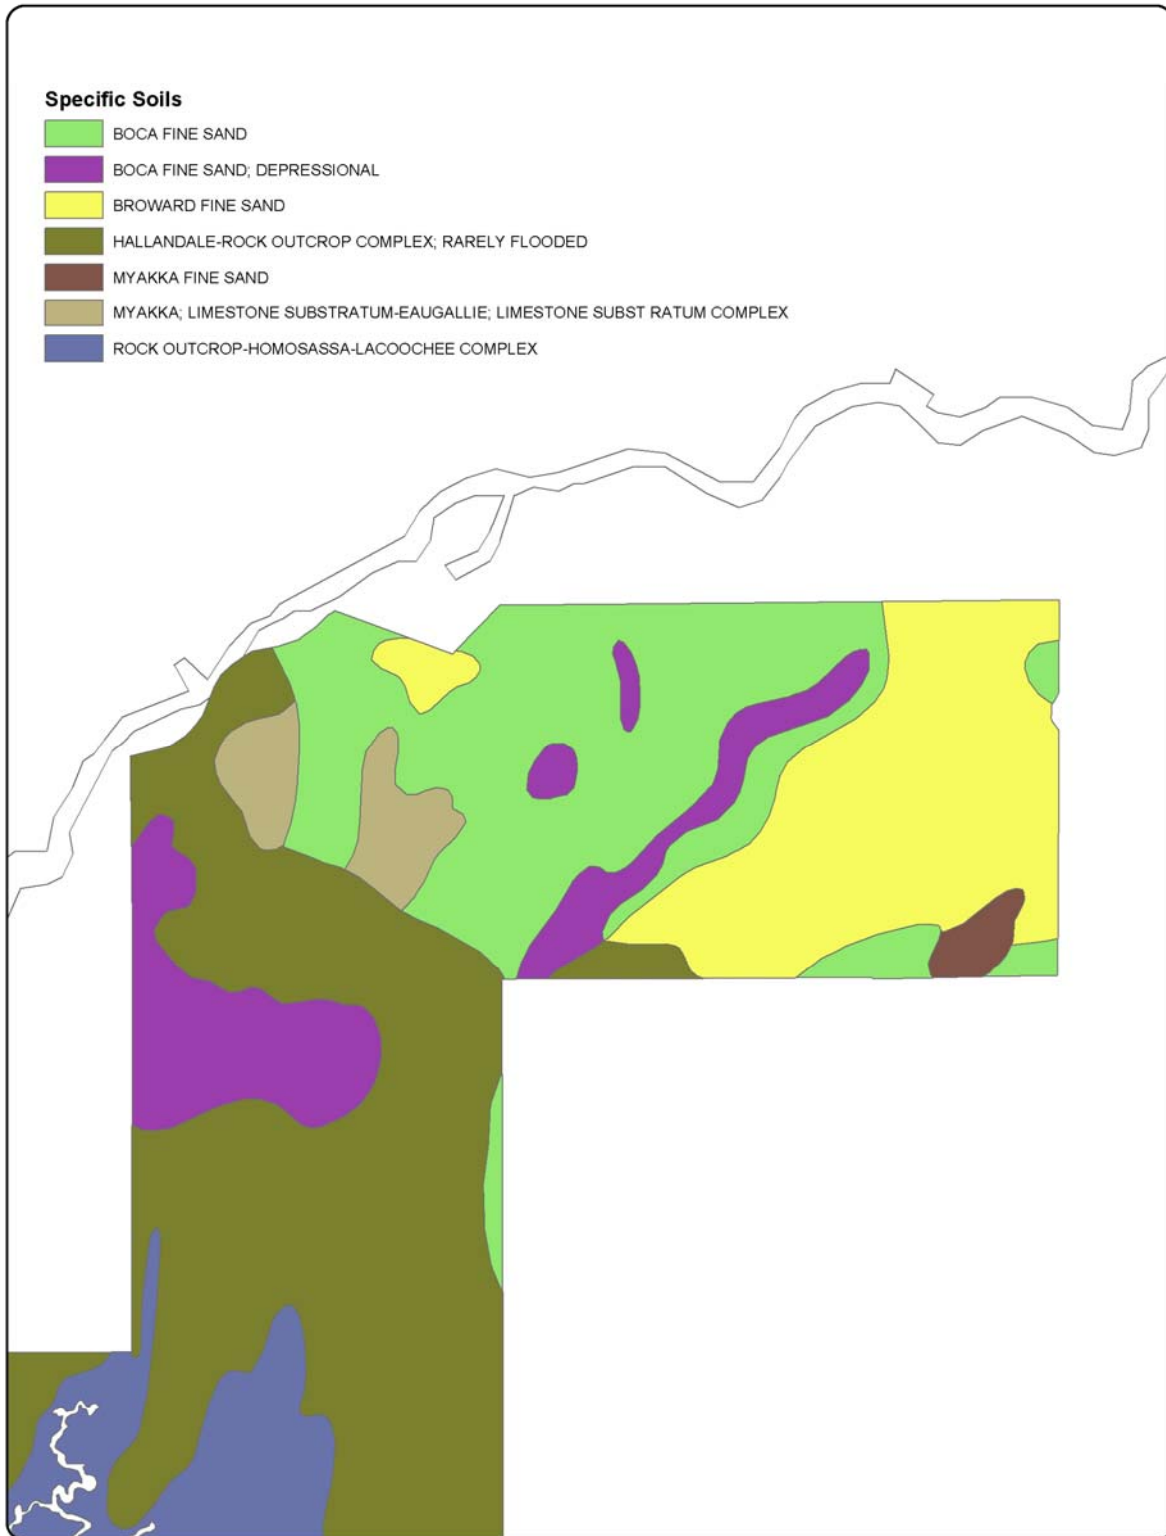 Specific Soils
BOCA FINE SAND
BOCA FINE SAND; DEPRESSIONAL
BROWARD FINE SAND
HALLANDALE-ROCK OUTCROP COMPLEX; RARELY FLOODED
MYAKKA FINE SAND
MYAKKA; LIMESTONE SUBSTRATUM-EAUGALLIE; LIMESTONE SUBST RATUM COMPLEX
ROCK OUTCROP-HOMOSASSA-LACOOCHEE COMPLEX